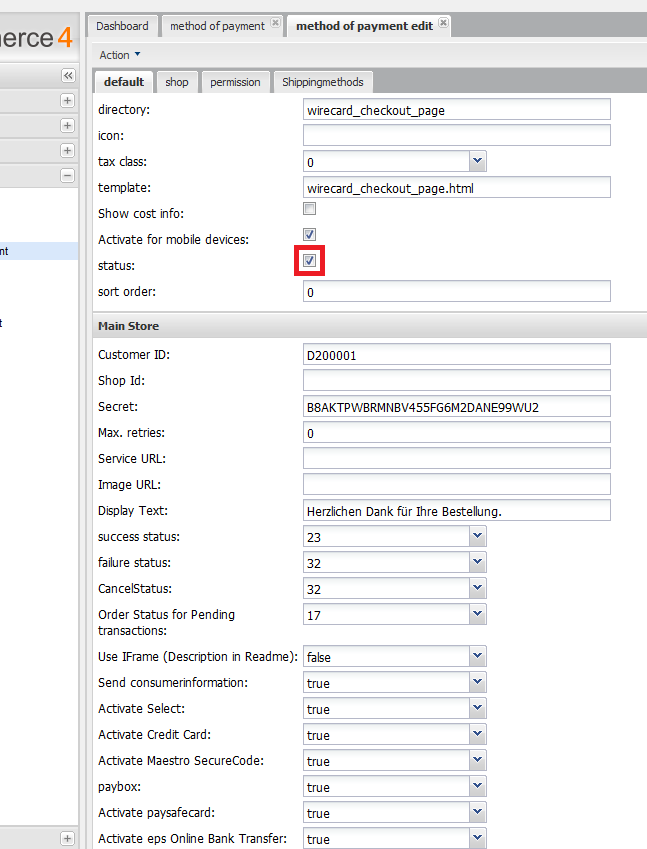 Dashboard method of payment method of payment edit
erce 4
Action
default shop permission Shippingmethods
directory: wirecard_checkout_page
icon:
tax class: 0
template: wirecard_checkout_page.html
Show cost info:
Activate for mobile devices:
nt
status:
sort order: 0
t
Main Store
Customer ID: D200001
Shop Id:
Secret: B8AKTPWBRMNBV455FG6M2DANE99WU2
Max. retries: 0
Service URL:
Image URL:
Display Text: Herzlichen Dank für Ihre Bestellung.
success status: 23
failure status: 32
CancelStatus: 32
Order Status for Pending
transactions: 17
Use IFrame (Description in Readme): false
Send consumerinformation: true
Activate Select: true
Activate Credit Card: true
Activate Maestro SecureCode: true
paybox: true
Activate paysafecard: true
Activate eps Online Bank Transfer: true